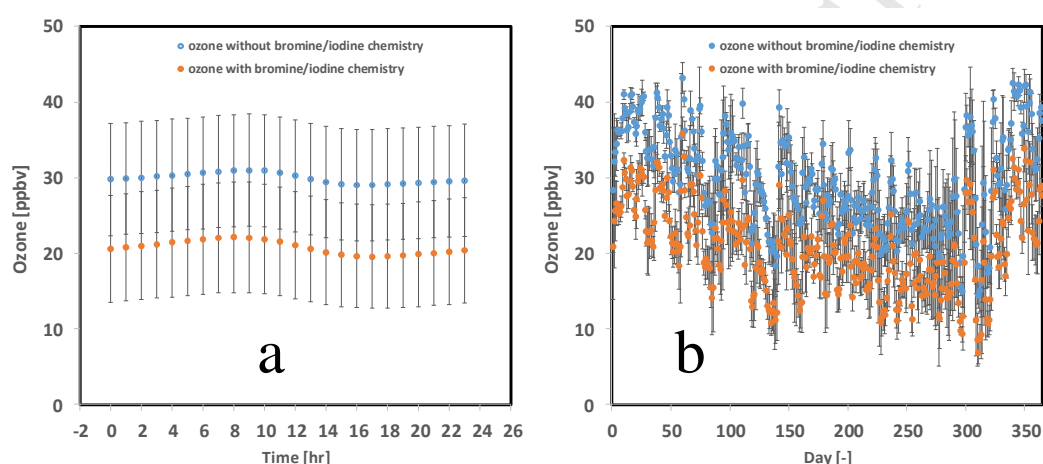 50
40
30
20
10
0
Ozone [ppbv]
ozone without bromine/iodine chemistry
ozone with bromine/iodine chemistry
a
-2 0 2 4 6 8 10 12 14 16 18 20 22 24 26
Time [hr]
50
40
30
20
10
0
Ozone [ppbv]
ozone without bromine/iodine chemistry
ozone with bromine/iodine chemistry
b
0 50 100 150 200 250 300 350
Day [-]